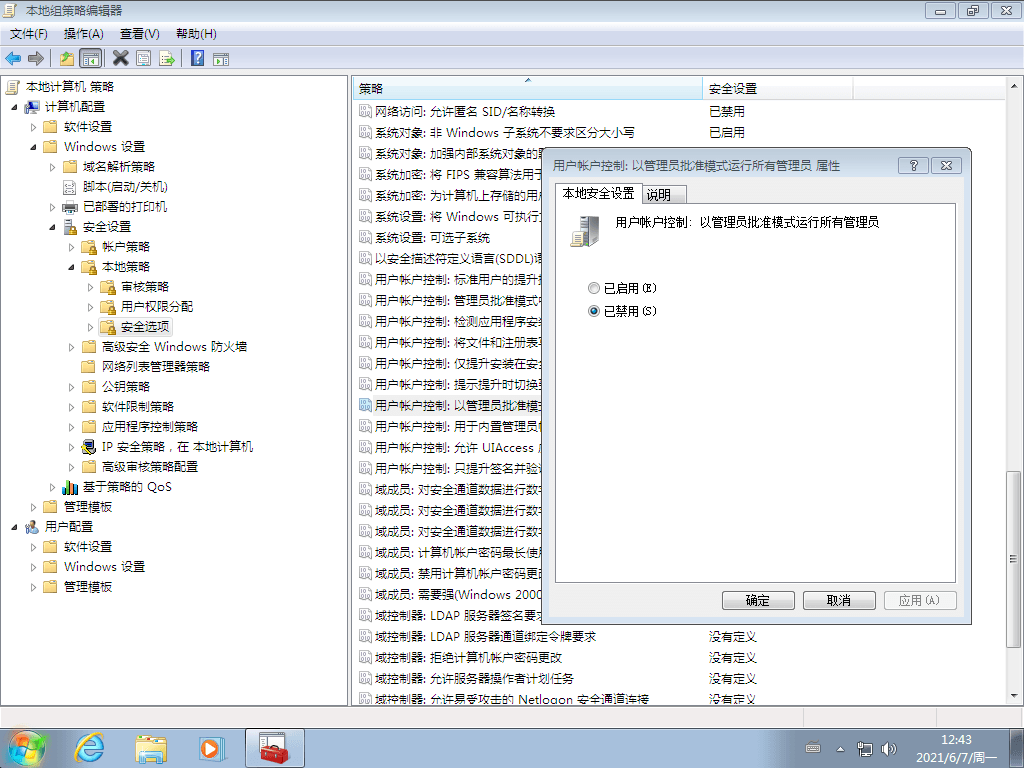 本地组策略编辑器
文件(F) 操作(A) 查看(V) 帮助(H)
本地计算机 策略
计算机配置
软件设置
Windows 设置
域名解析策略
脚本(启动/关机)
已部署的打印机
安全设置
帐户策略
本地策略
审核策略
用户权限分配
安全选项
高级安全 Windows 防火墙
网络列表管理器策略
公钥策略
软件限制策略
应用程序控制策略
IP 安全策略，在 本地计算机
高级审核策略配置
基于策略的 QoS
管理模板
用户配置
软件设置
Windows 设置
管理模板
策略 安全设置
网络访问: 允许匿名 SID/名称转换 已禁用
系统对象: 非 Windows 子系统不要求区分大小写 已启用
系统对象: 加强内部系统对象的
系统加密: 将 FIPS 兼容算法用于
系统加密: 为计算机上存储的用
系统设置: 将 Windows 可执行
系统设置: 可选子系统
以安全描述符定义语言(SDDL)
用户帐户控制: 标准用户的提升
用户帐户控制: 管理员批准模式
用户帐户控制: 检测应用程序安
用户帐户控制: 将文件和注册表
用户帐户控制: 仅提升安装在安
用户帐户控制: 提示提升时切换
用户帐户控制: 以管理员批准模
用户帐户控制: 用于内置管理员
用户帐户控制: 允许 UIAccess
用户帐户控制: 只提升签名并验
域成员: 对安全通道数据进行数
域成员: 对安全通道数据进行数
域成员: 对安全通道数据进行数
域成员: 计算机帐户密码最长使
域成员: 禁用计算机帐户密码更
域成员: 需要强(Windows 2000
域控制器: LDAP 服务器签名要
域控制器: LDAP 服务器通道绑定令牌要求 没有定义
域控制器: 拒绝计算机帐户密码更改 没有定义
域控制器: 允许服务器操作者计划任务 没有定义
域控制器: 允许易受攻击的 Netlogon 安全通道连接 没有定义
用户帐户控制: 以管理员批准模式运行所有管理员 属性
本地安全设置 说明
用户帐户控制: 以管理员批准模式运行所有管理员
已启用(E)
已禁用(S)
确定 取消 应用(A)
12:43
2021/6/7/周一